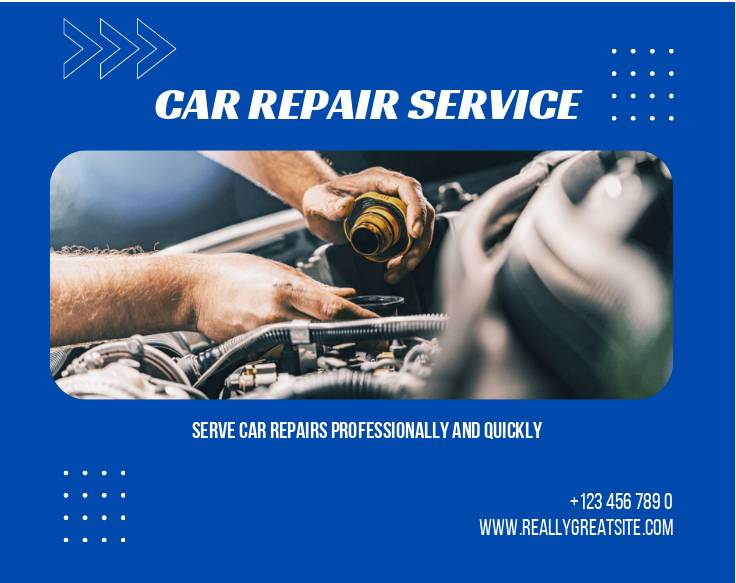 CAR REPAIR SERVICE
SERVE CAR REPAIRS PROFESSIONALLY AND QUICKLY
+123 456 789 0
WWW.REALLYGREATSITE.COM